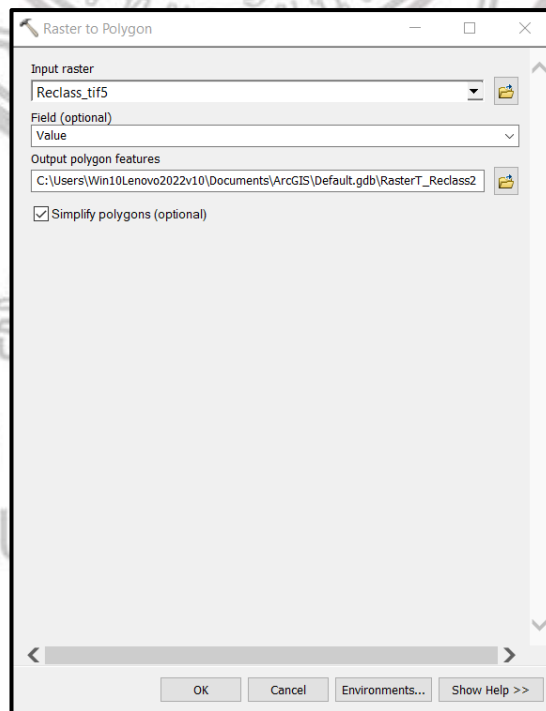 Raster to Polygon
Input raster
Reclass_tif5
Field (optional)
Value
Output polygon features
C:\Users\Win10Lenovo2022v10\Documents\ArcGIS\Default.gdb\RasterT_Reclass2
Simplify polygons (optional)
OK Cancel Environments... Show Help >>